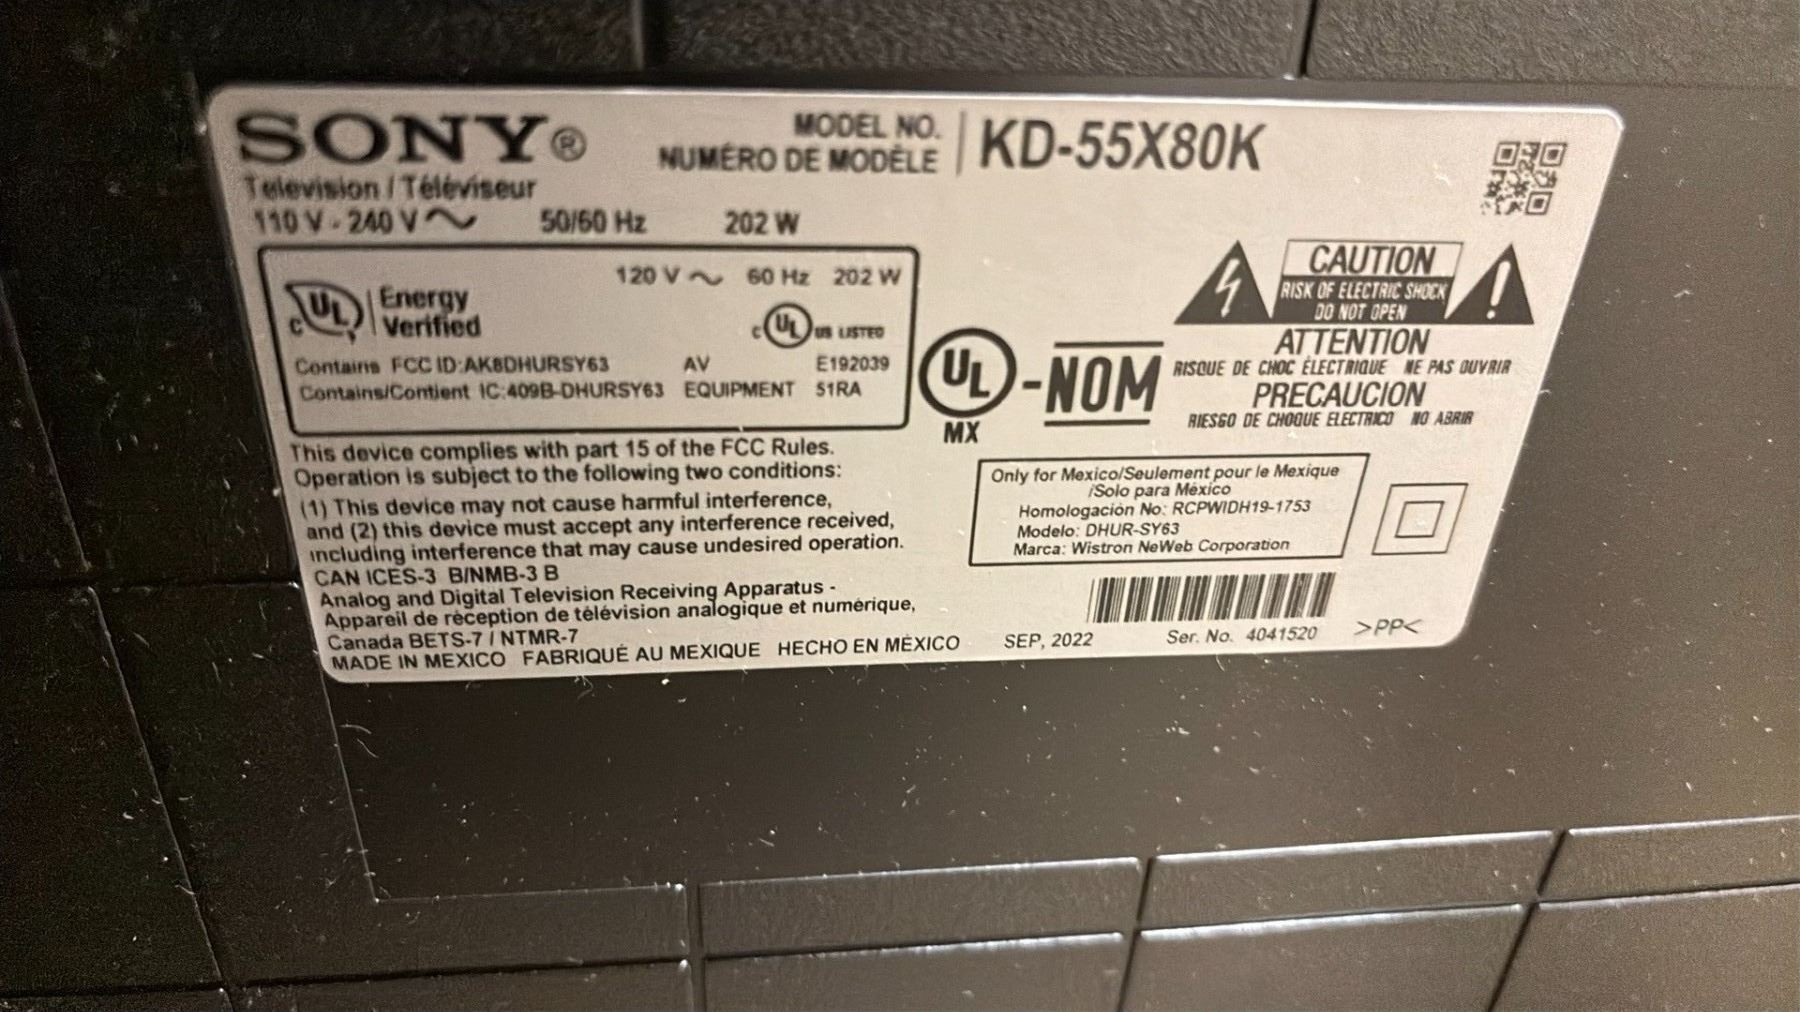 SONY®
MODEL NO.
NUMÉRO DE MODÈLE
KD-55X80K
Television / Téléviseur
110 V - 240 V ~ 50/60 Hz 202 W
120 V ~ 60 Hz 202 W
c UL Energy
Verified
c UL US LISTED
Contains FCC ID:AK8DHURSY63 AV E192039
Contains/Contient IC:409B-DHURSY63 EQUIPMENT 51RA
UL
MX
-NOM
CAUTION
RISK OF ELECTRIC SHOCK
DO NOT OPEN
ATTENTION
RISQUE DE CHOC ÉLECTRIQUE NE PAS OUVRIR
PRECAUCION
RIESGO DE CHOQUE ELECTRICO NO ABRIR
This device complies with part 15 of the FCC Rules.
Operation is subject to the following two conditions:
(1) This device may not cause harmful interference,
and (2) this device must accept any interference received,
including interference that may cause undesired operation.
CAN ICES-3 B/NMB-3 B
Analog and Digital Television Receiving Apparatus -
Appareil de réception de télévision analogique et numérique,
Canada BETS-7 / NTMR-7
MADE IN MEXICO FABRIQUÉ AU MEXIQUE HECHO EN MÉXICO
Only for Mexico/Seulement pour le Mexique
/Solo para México
Homologación No: RCPWIDH19-1753
Modelo: DHUR-SY63
Marca: Wistron NeWeb Corporation
SEP, 2022
Ser. No. 4041520
>PP<